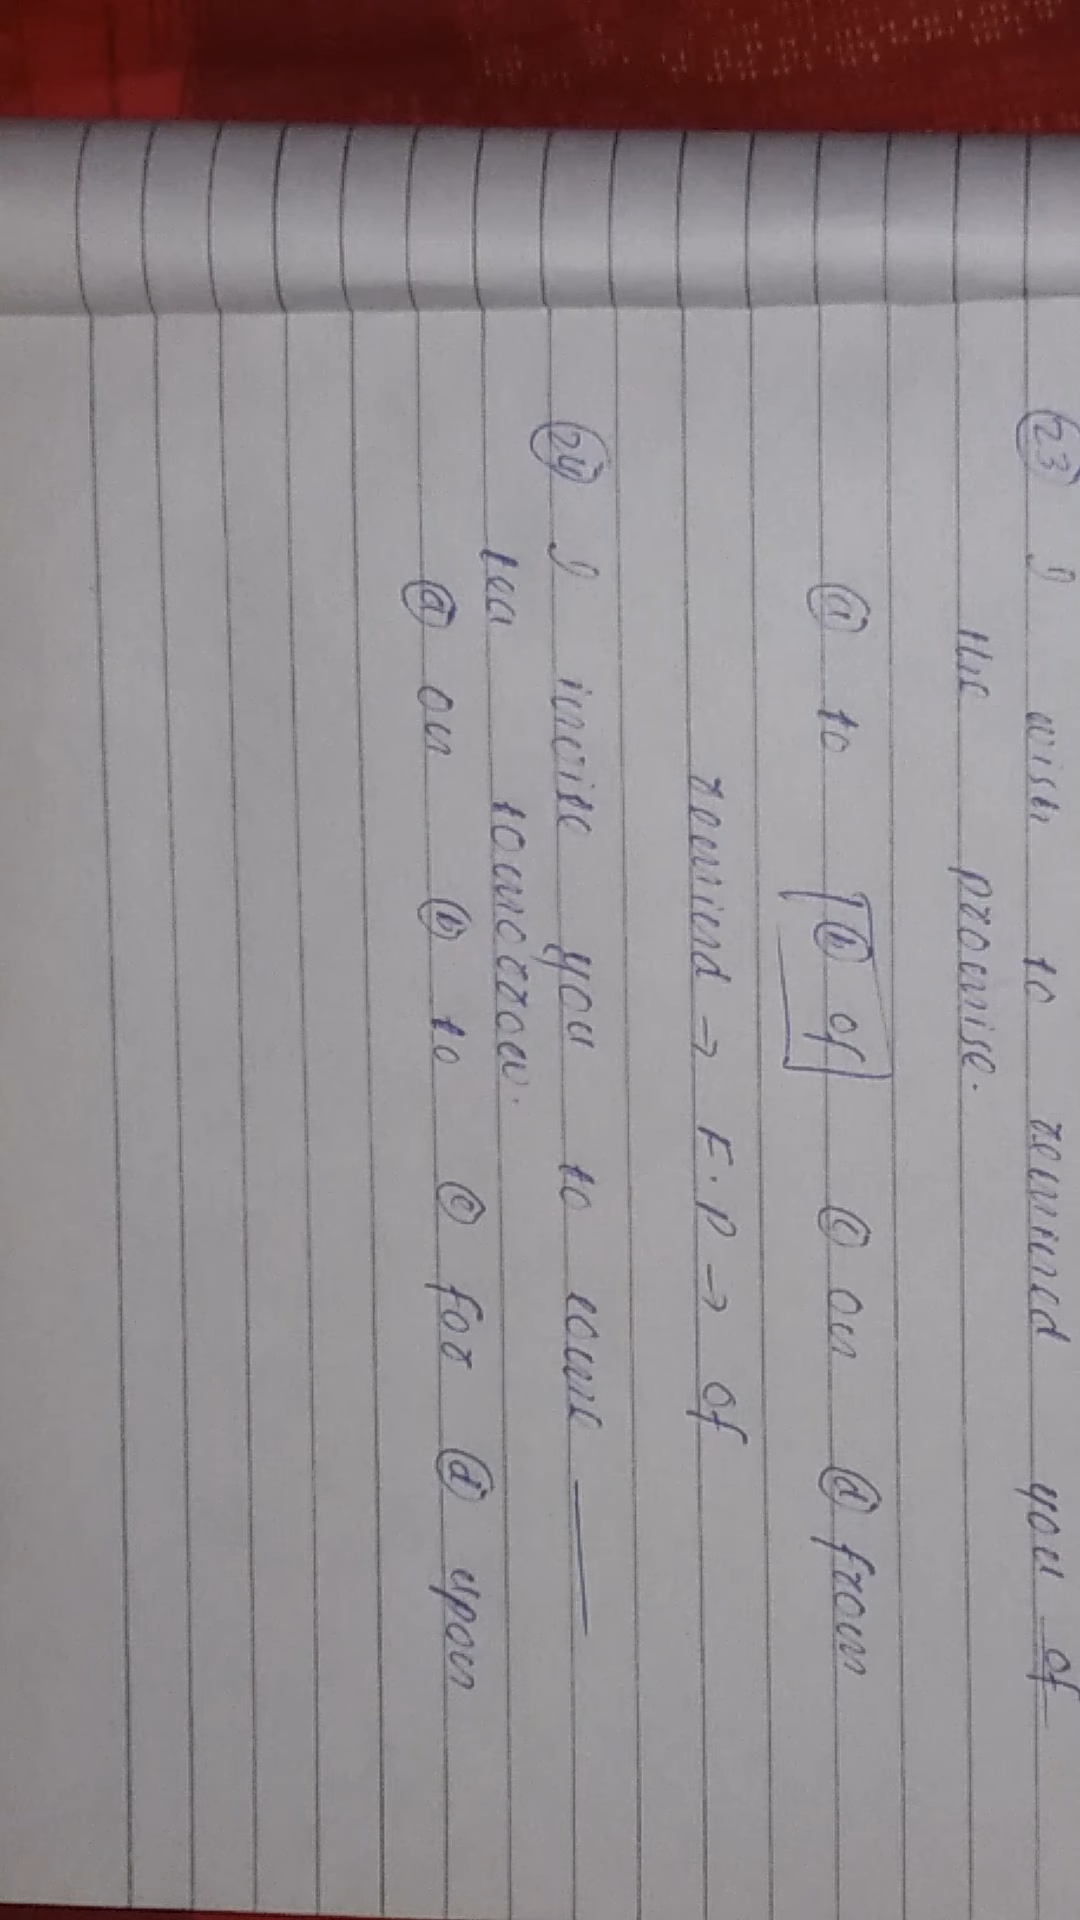 23 I wish to remind you of
the promise.
a to b of c on d from
remind → F.P → of
24 I invite you to come ____
tea tomorrow.
a on b to c for d upon